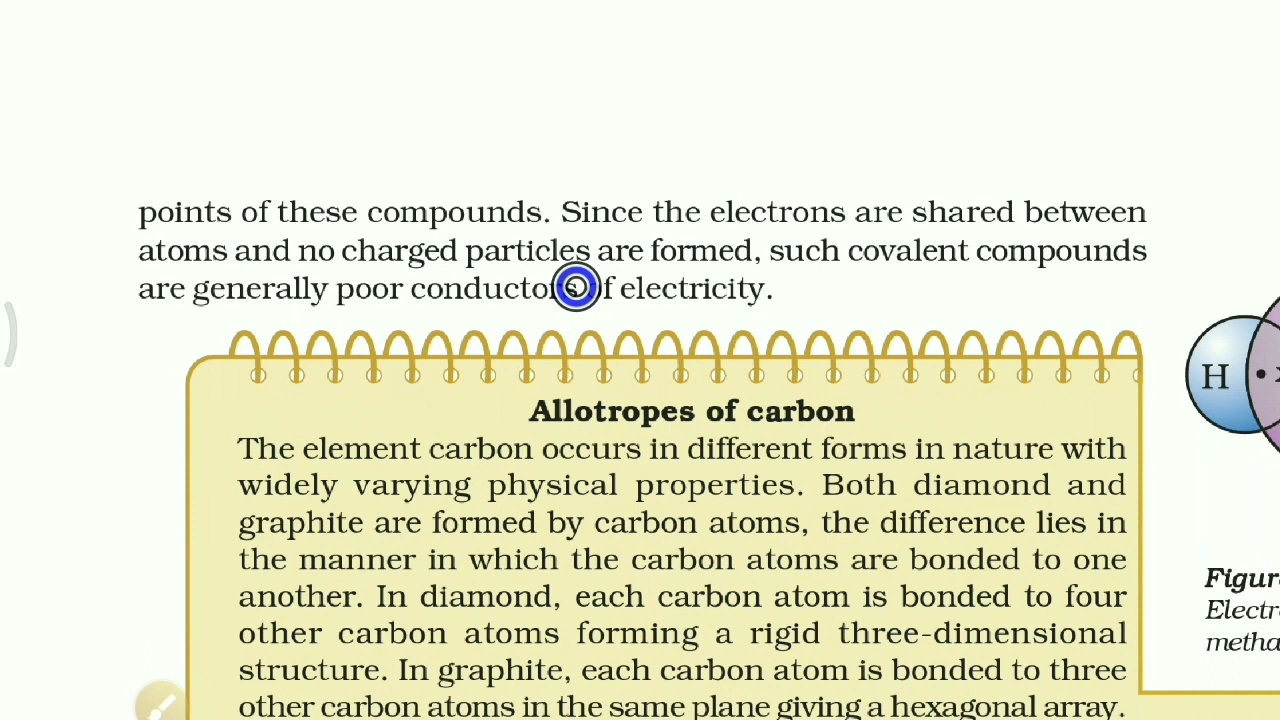 points of these compounds. Since the electrons are shared between
atoms and no charged particles are formed, such covalent compounds
are generally poor conductors of electricity.
Allotropes of carbon
The element carbon occurs in different forms in nature with
widely varying physical properties. Both diamond and
graphite are formed by carbon atoms, the difference lies in
the manner in which the carbon atoms are bonded to one
another. In diamond, each carbon atom is bonded to four
other carbon atoms forming a rigid three-dimensional
structure. In graphite, each carbon atom is bonded to three
other carbon atoms in the same plane giving a hexagonal array.
H